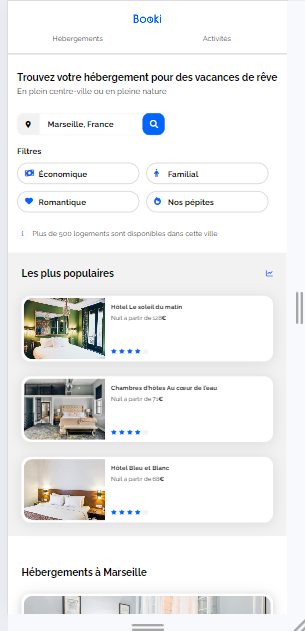 Booki
Hébergements
Activités
Trouvez votre hébergement pour des vacances de rêve
En plein centre-ville ou en pleine nature
Marseille, France
Filtres
Économique
Familial
Romantique
Nos pépites
Plus de 500 logements sont disponibles dans cette ville
Les plus populaires
Hôtel Le soleil du matin
Nuit à partir de 128€
Chambres d'hôtes Au cœur de l'eau
Nuit à partir de 71€
Hôtel Bleu et Blanc
Nuit à partir de 68€
Hébergements à Marseille